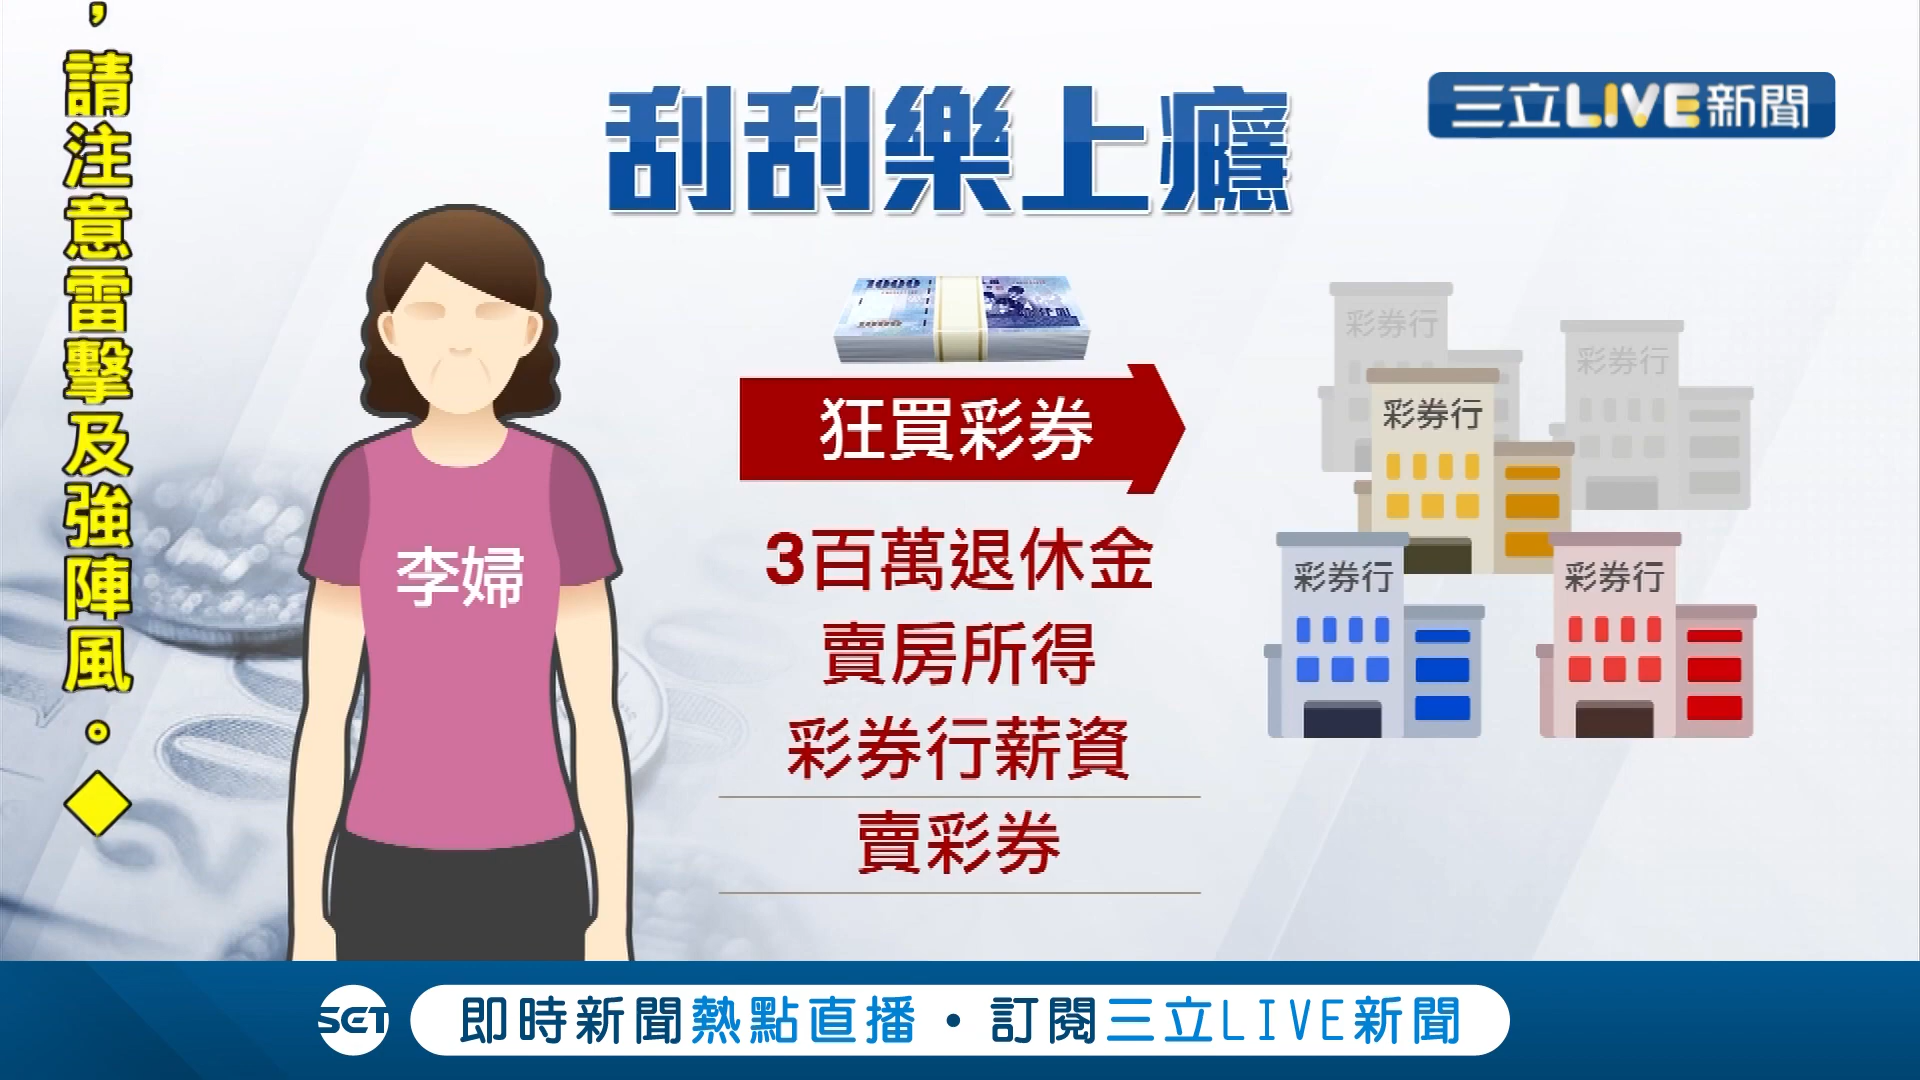 ，請注意雷擊及強陣風。◆
刮刮樂上癮
三立LIVE新聞
1000
狂買彩券
3百萬退休金
賣房所得
彩券行薪資
賣彩券
李婦
彩券行
彩券行
彩券行
彩券行
彩券行
SET
即時新聞熱點直播・訂閱三立LIVE新聞